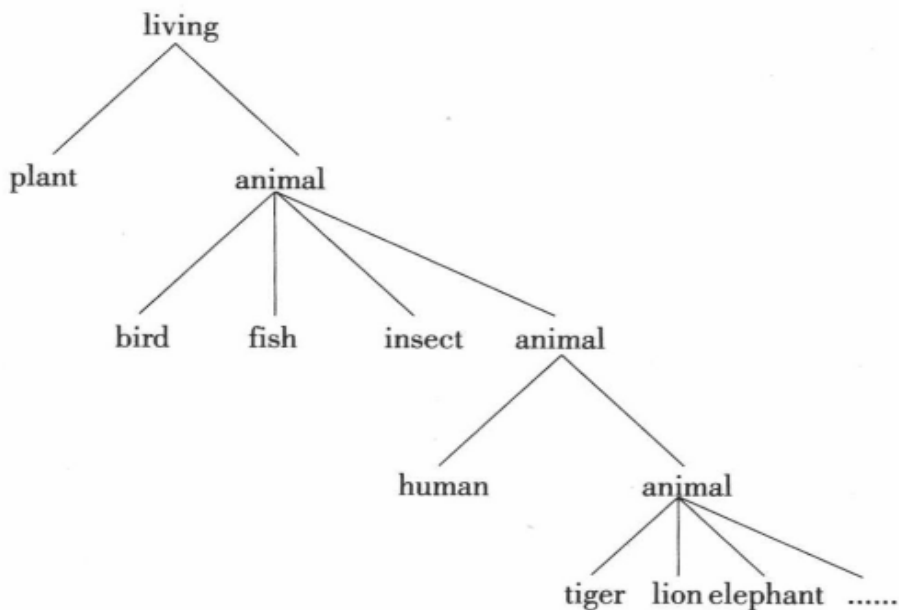 living
plant animal
bird fish insect animal
human animal
tiger lion elephant ......